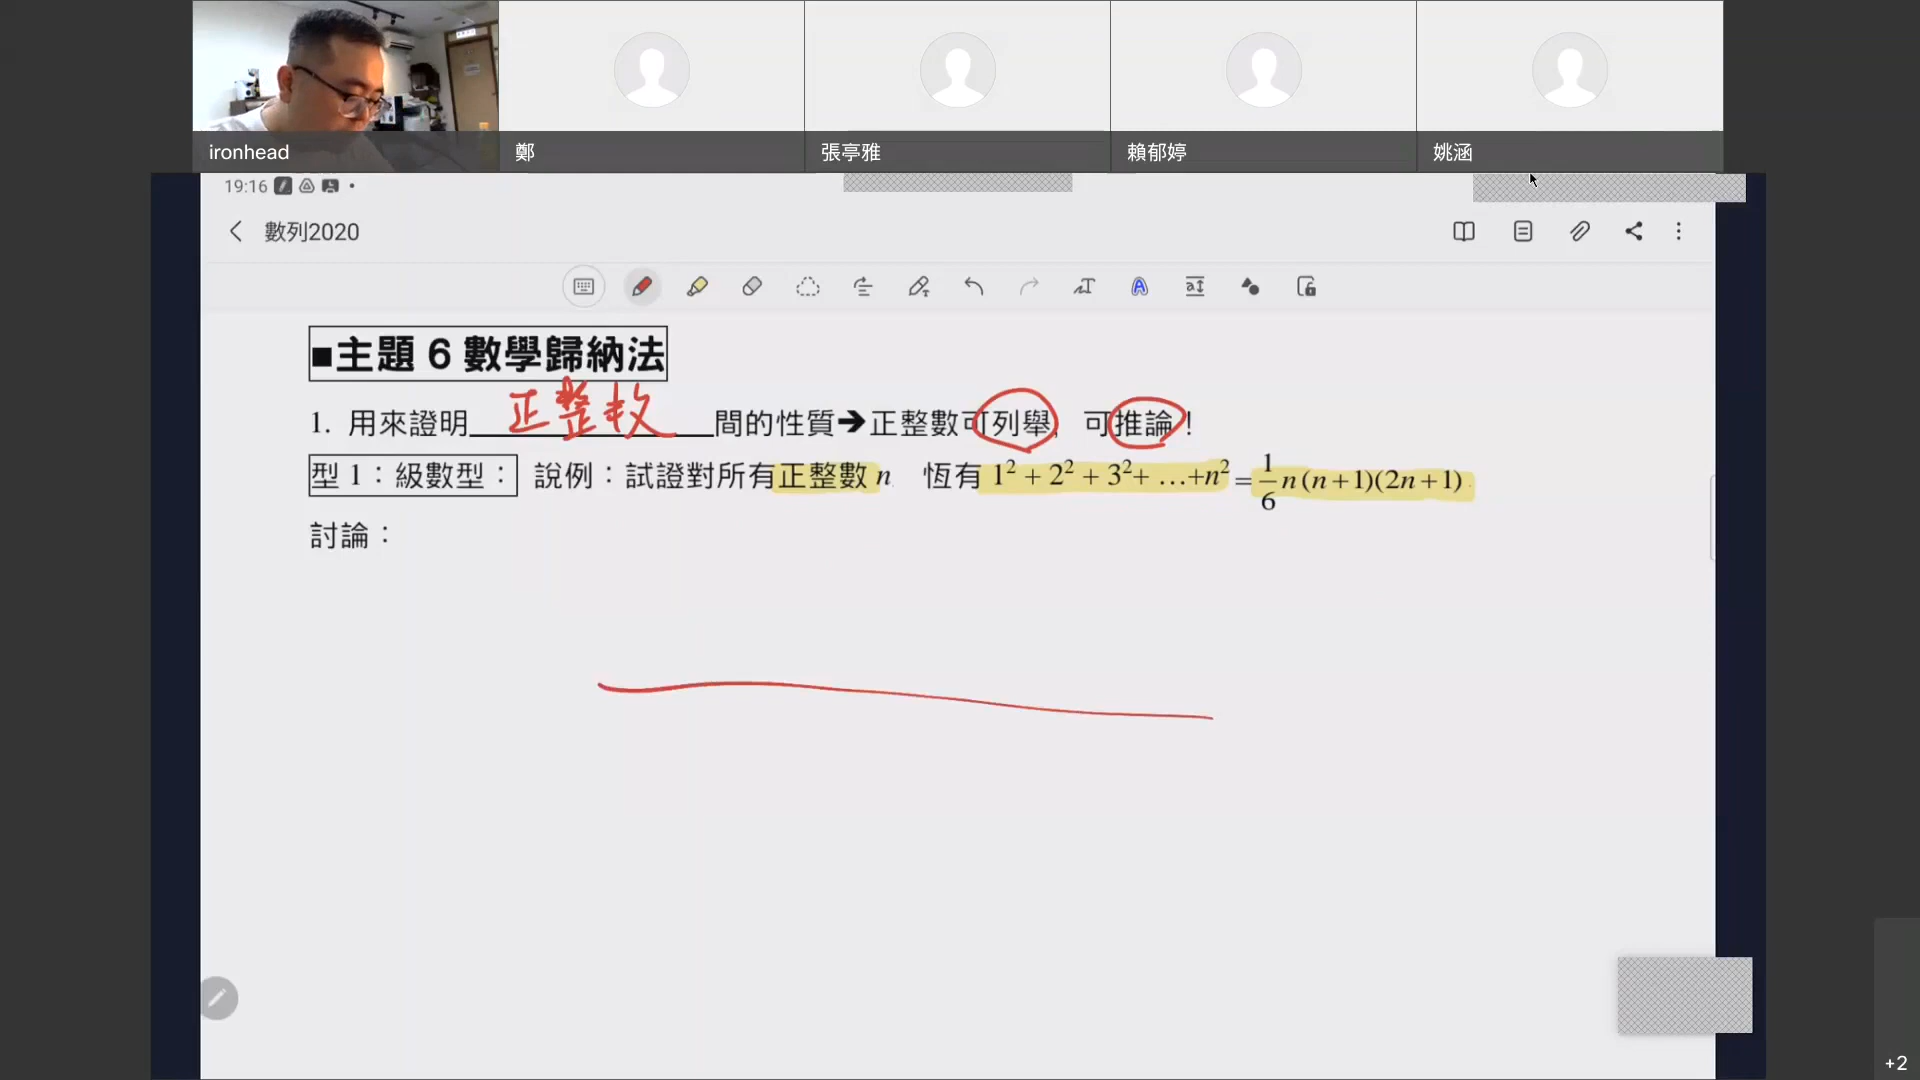 ironhead
鄭
張亭雅
賴郁婷
姚涵
19:16
數列2020
■主題 6 數學歸納法
1. 用來證明 正整数 間的性質➔正整數可列舉, 可推論!
型 1:級數型: 說例:試證對所有正整數 n 恆有 1² + 2² + 3²+ …+n² = 1/6 n(n+1)(2n+1).
討論:
+2